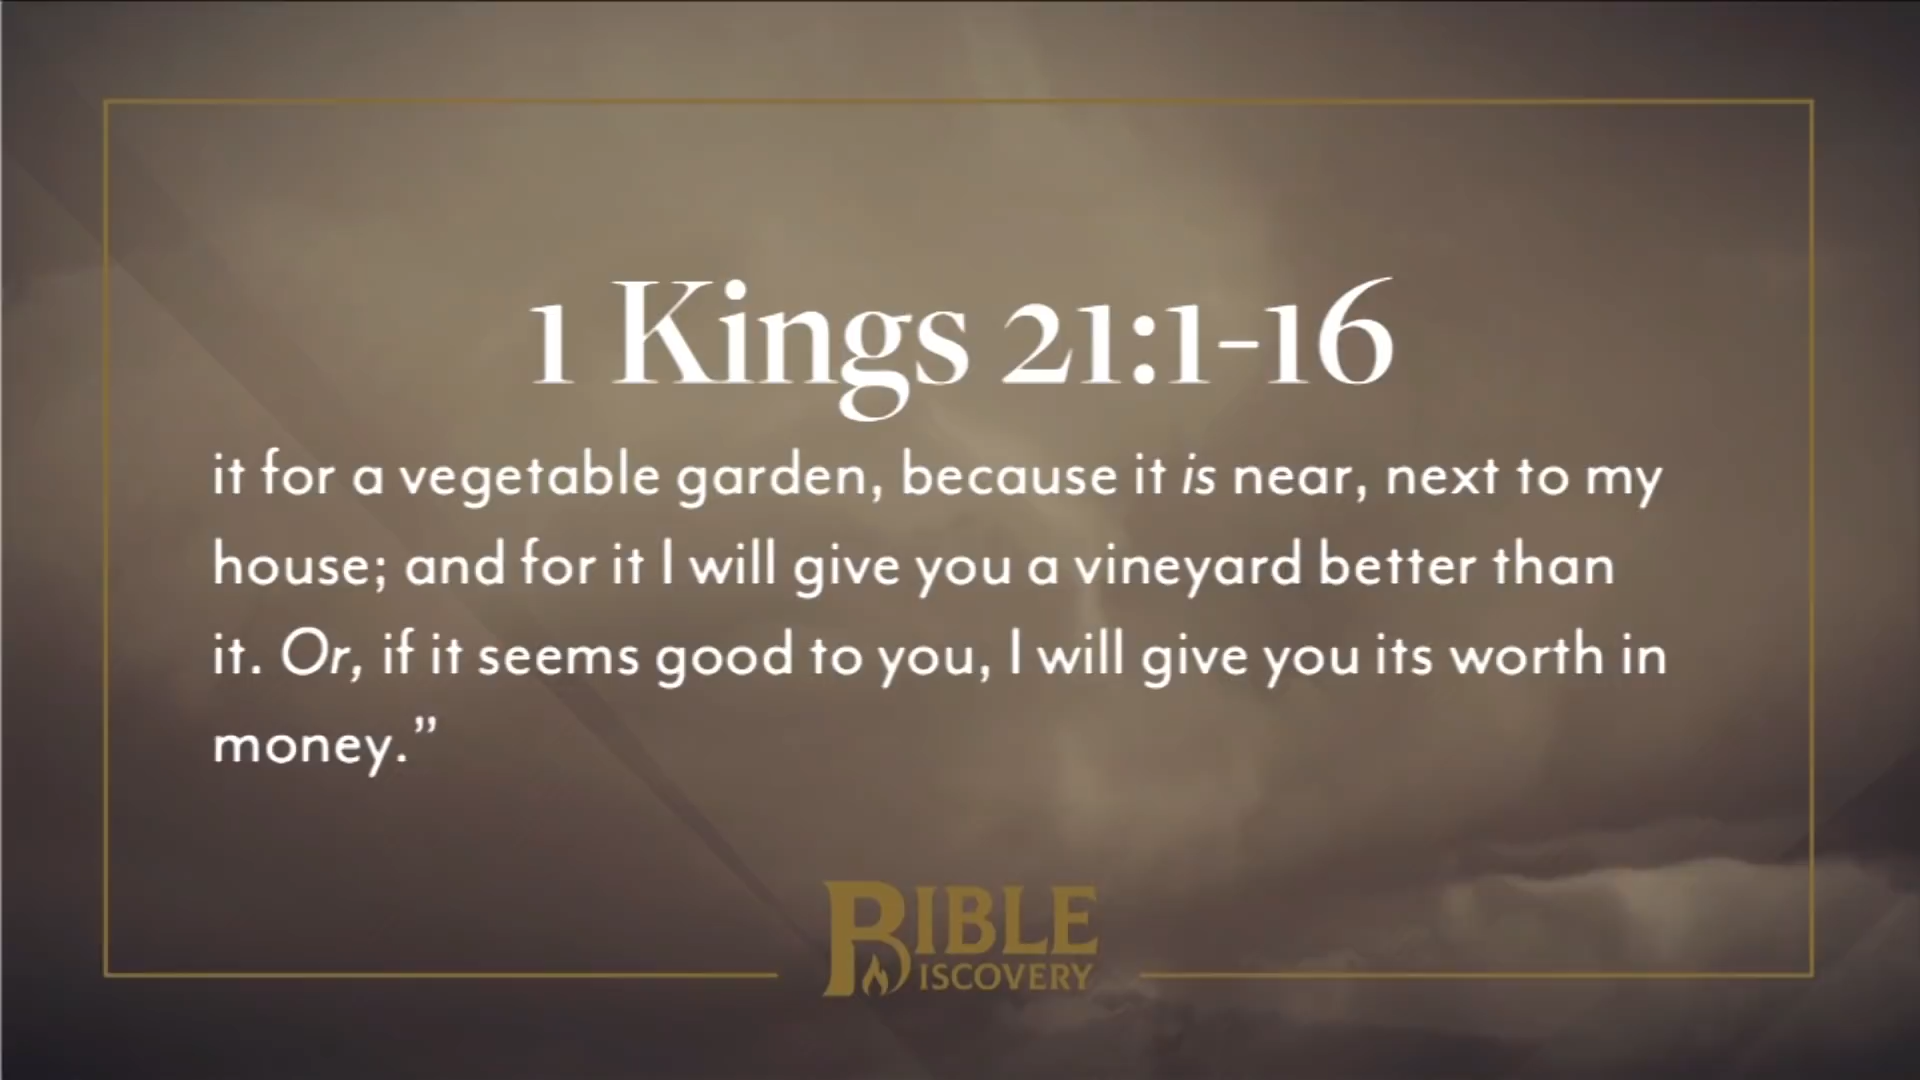 1 Kings 21:1-16
it for a vegetable garden, because it is near, next to my
house; and for it I will give you a vineyard better than
it. Or, if it seems good to you, I will give you its worth in
money.”
BIBLE
DISCOVERY